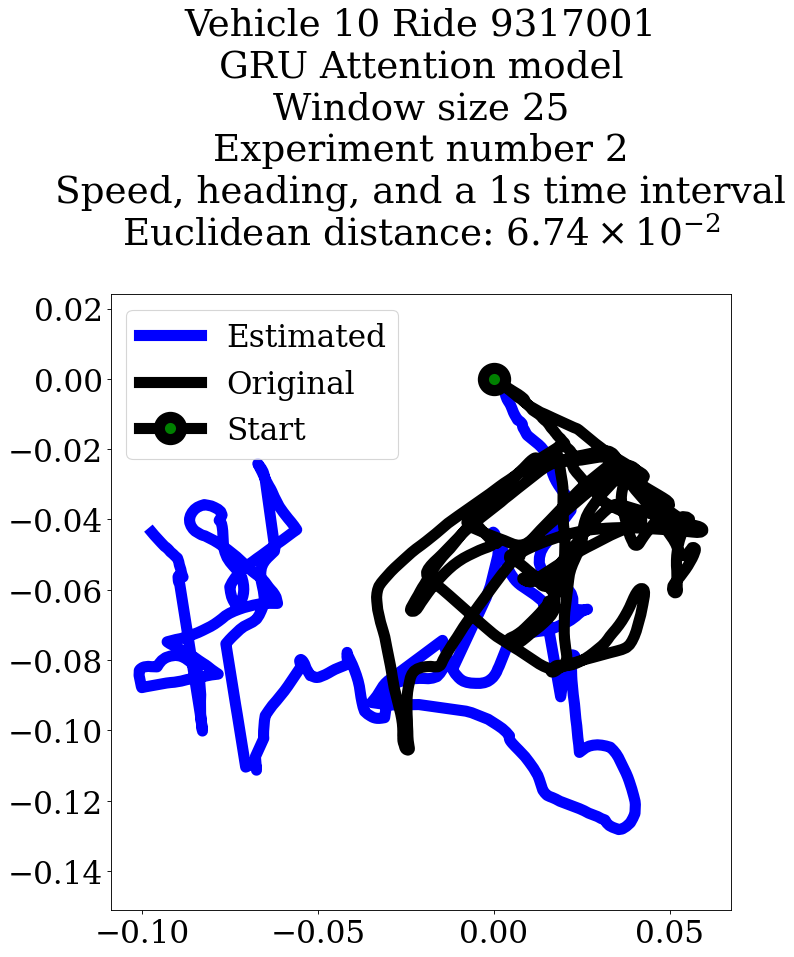 Vehicle 10 Ride 9317001
GRU Attention model
Window size 25
Experiment number 2
Speed, heading, and a 1s time interval
Euclidean distance: 6.74 × 10⁻²
Estimated
Original
Start
0.02
0.00
−0.02
−0.04
−0.06
−0.08
−0.10
−0.12
−0.14
−0.10 −0.05 0.00 0.05